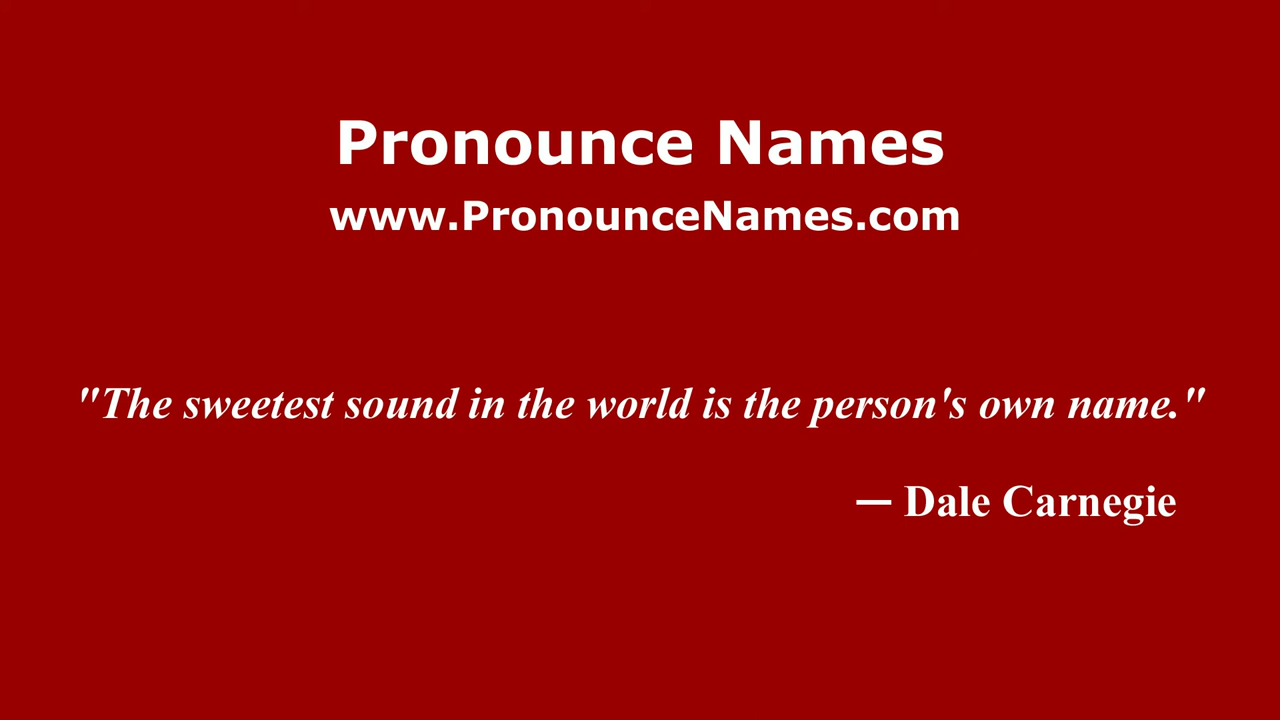 Pronounce Names
www.PronounceNames.com
"The sweetest sound in the world is the person's own name."
— Dale Carnegie